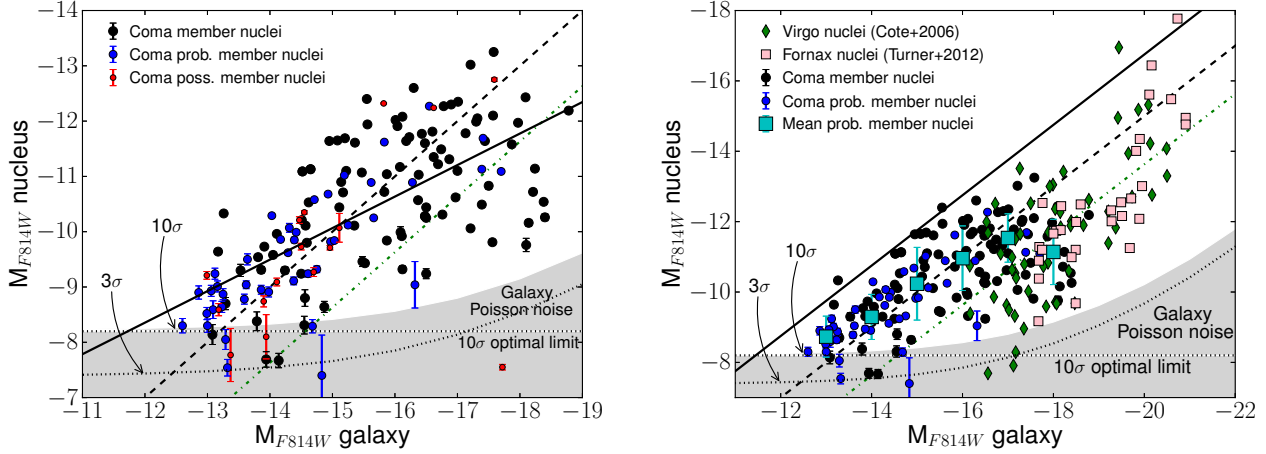 −13
−12
−11
−10
−9
−8
−7
M_F814W nucleus
Coma member nuclei
Coma prob. member nuclei
Coma poss. member nuclei
10σ
3σ
Galaxy
Poisson noise
10σ optimal limit
−11
−12
−13
−14
−15
−16
−17
−18
−19
M_F814W galaxy
−18
−16
−14
−12
−10
−8
M_F814W nucleus
Virgo nuclei (Cote+2006)
Fornax nuclei (Turner+2012)
Coma member nuclei
Coma prob. member nuclei
Mean prob. member nuclei
10σ
3σ
Galaxy
Poisson noise
10σ optimal limit
−12
−14
−16
−18
−20
−22
M_F814W galaxy